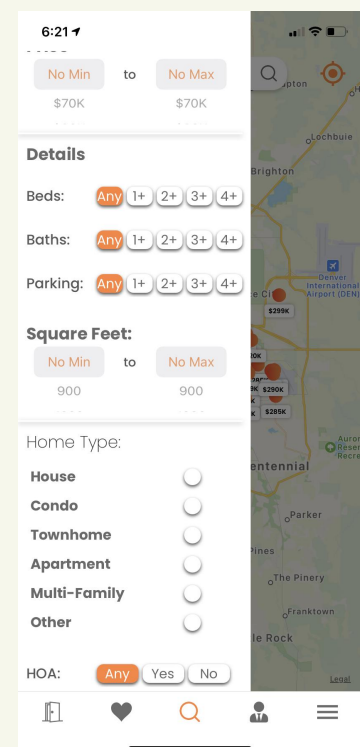 6:21
No Min to No Max
$70K $70K
Details
Beds: Any 1+ 2+ 3+ 4+
Baths: Any 1+ 2+ 3+ 4+
Parking: Any 1+ 2+ 3+ 4+
Square Feet:
No Min to No Max
900 900
Home Type:
House
Condo
Townhome
Apartment
Multi-Family
Other
HOA: Any Yes No
Lochbuie
Brighton
Denver
International
Airport (DEN)
$299K
$290K
$285K
entennial
Parker
Pines
The Pinery
Franktown
le Rock
Legal